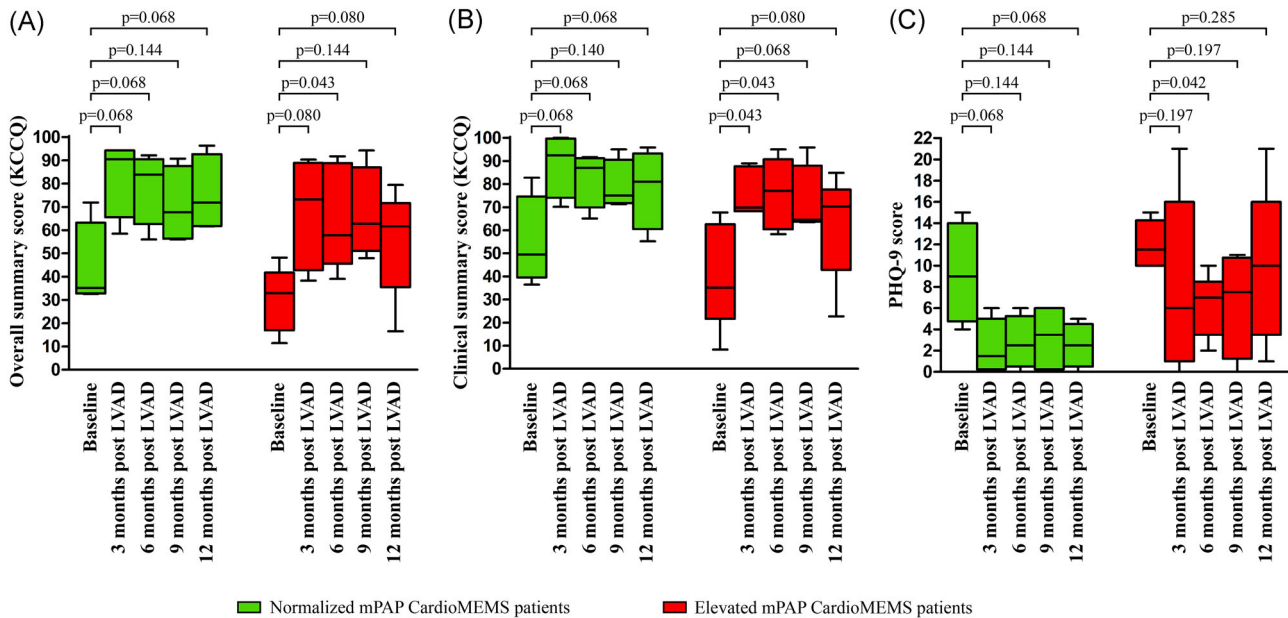 (A)
p=0.068
p=0.144
p=0.068
p=0.068
p=0.080
p=0.144
p=0.043
p=0.080
Overall summary score (KCCQ)
100
90
80
70
60
50
40
30
20
10
0
Baseline
3 months post LVAD
6 months post LVAD
9 months post LVAD
12 months post LVAD
Baseline
3 months post LVAD
6 months post LVAD
9 months post LVAD
12 months post LVAD
(B)
p=0.068
p=0.140
p=0.068
p=0.068
p=0.080
p=0.068
p=0.043
p=0.043
Clinical summary score (KCCQ)
100
90
80
70
60
50
40
30
20
10
0
Baseline
3 months post LVAD
6 months post LVAD
9 months post LVAD
12 months post LVAD
Baseline
3 months post LVAD
6 months post LVAD
9 months post LVAD
12 months post LVAD
(C)
p=0.068
p=0.144
p=0.144
p=0.068
p=0.285
p=0.197
p=0.042
p=0.197
PHQ-9 score
22
20
18
16
14
12
10
8
6
4
2
0
Baseline
3 months post LVAD
6 months post LVAD
9 months post LVAD
12 months post LVAD
Baseline
3 months post LVAD
6 months post LVAD
9 months post LVAD
12 months post LVAD
Normalized mPAP CardioMEMS patients
Elevated mPAP CardioMEMS patients